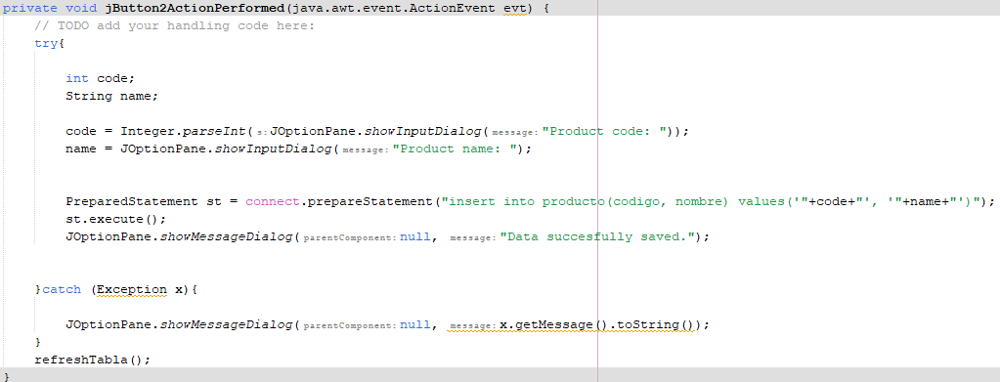 private void jButton2ActionPerformed(java.awt.event.ActionEvent evt) {
// TODO add your handling code here:
try{
int code;
String name;
code = Integer.parseInt( s: JOptionPane.showInputDialog( message: "Product code: "));
name = JOptionPane.showInputDialog( message: "Product name: ");
PreparedStatement st = connect.prepareStatement("insert into producto(codigo, nombre) values('"+code+"', '"+name+"')");
st.execute();
JOptionPane.showMessageDialog( parentComponent: null, message: "Data succesfully saved.");
}catch (Exception x){
JOptionPane.showMessageDialog( parentComponent: null, message: x.getMessage().toString());
}
refreshTabla();
}